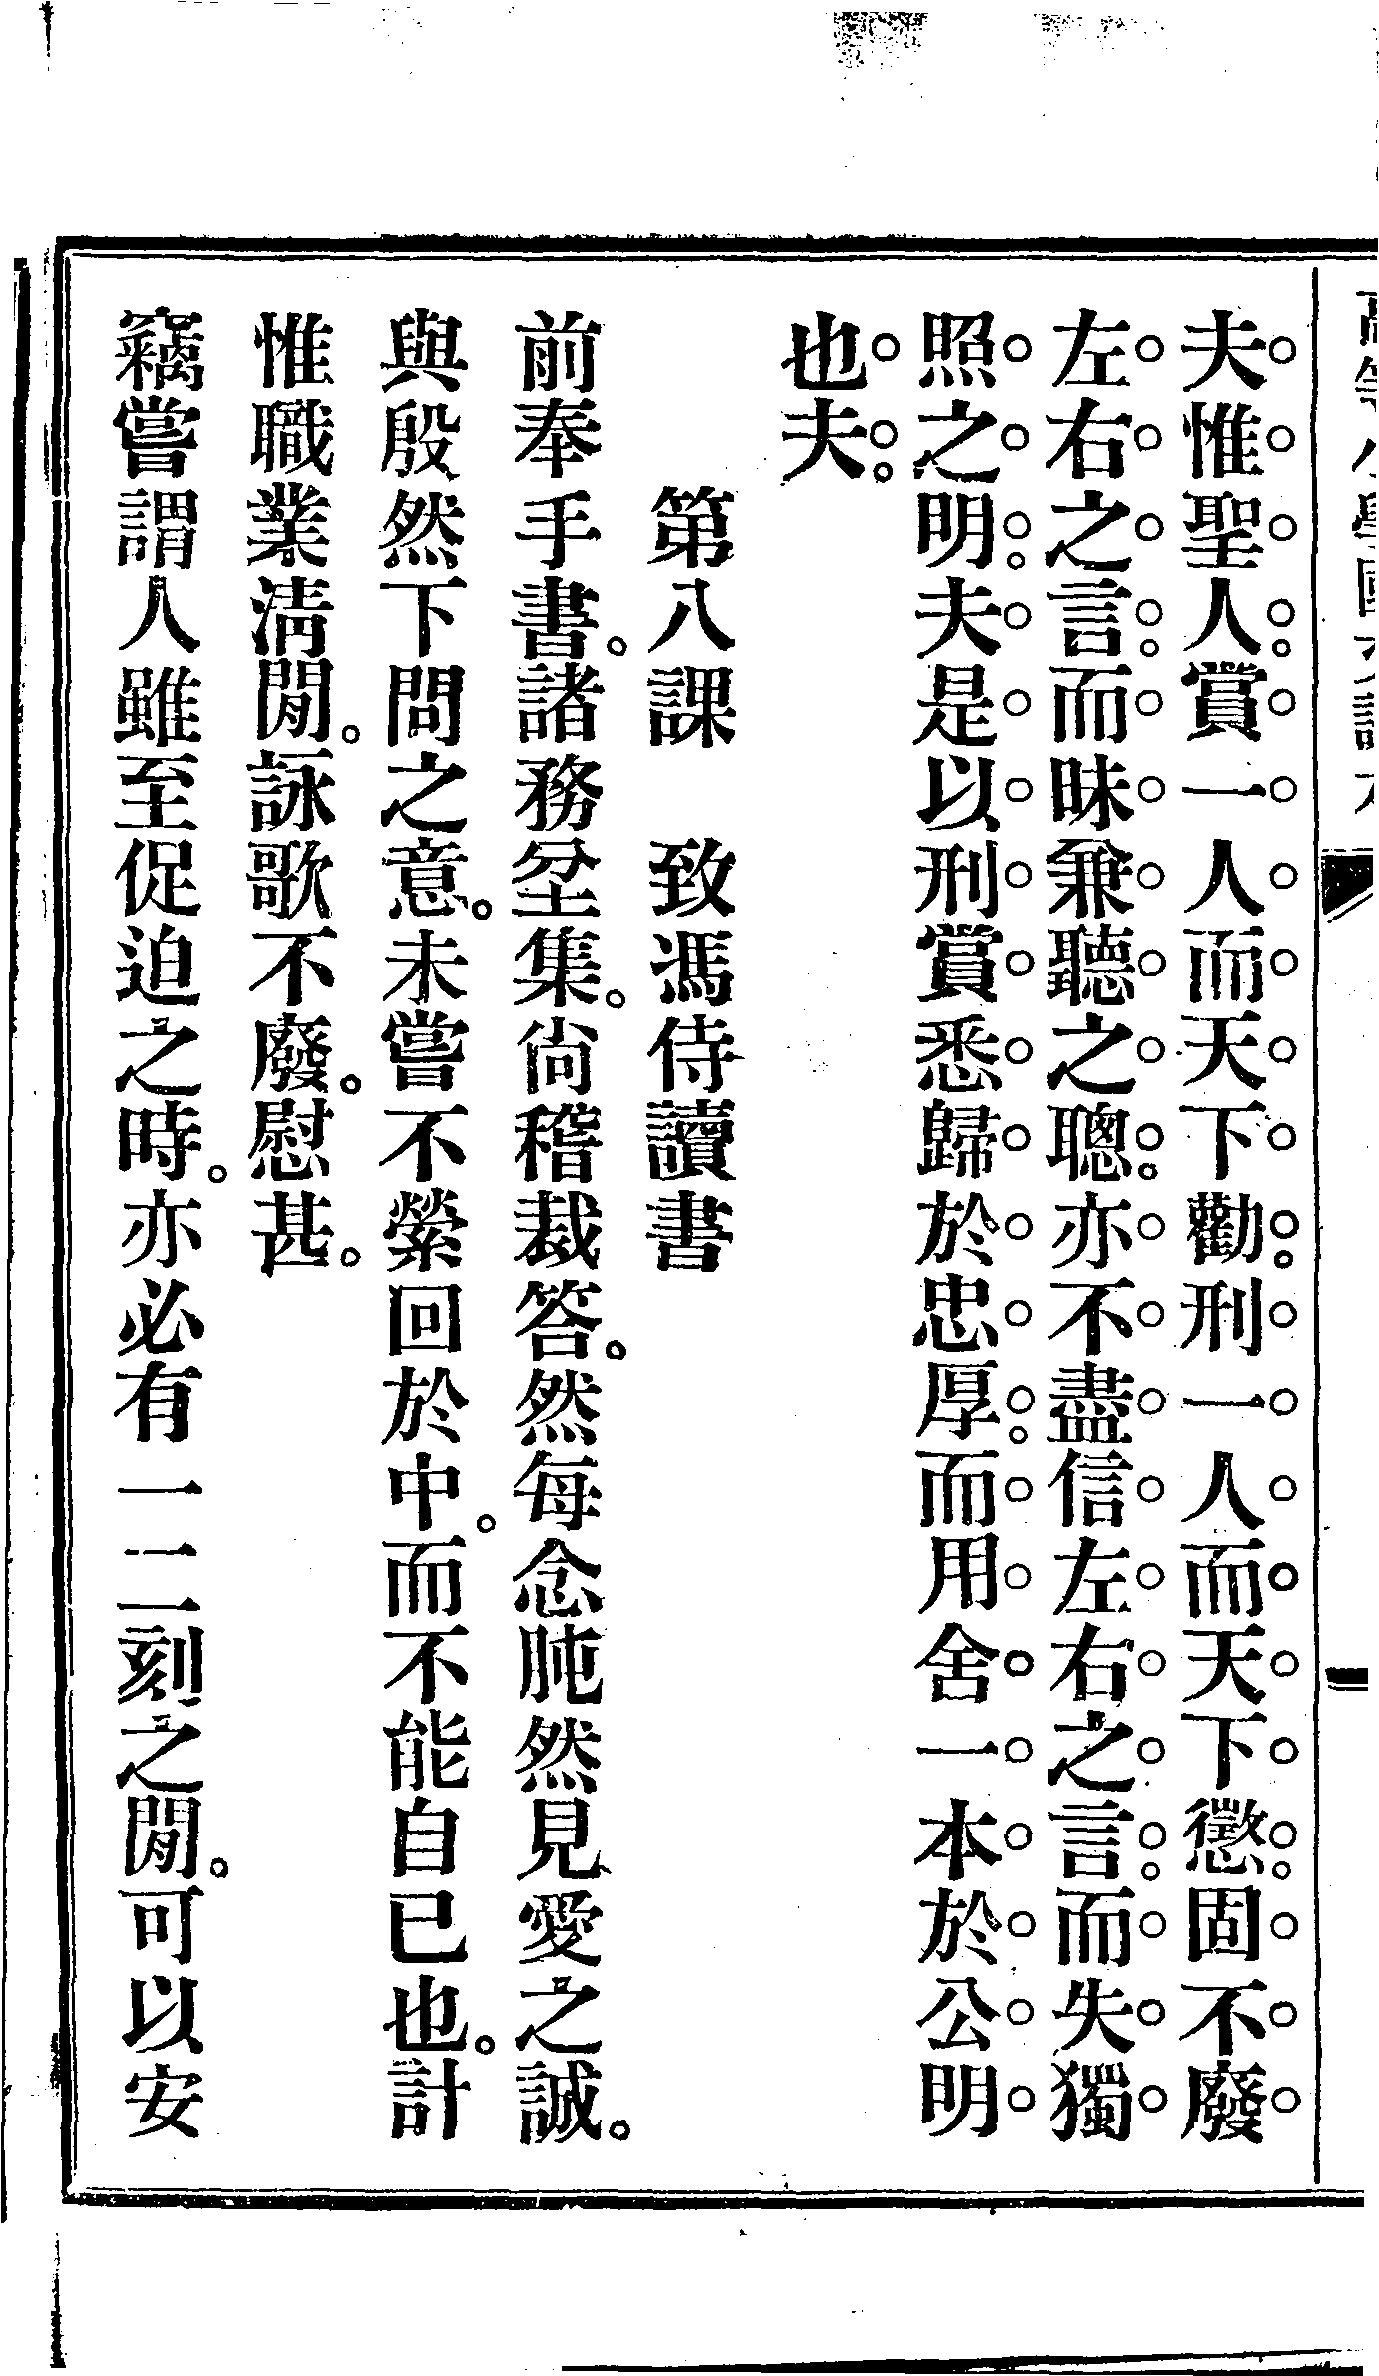 夫惟聖人賞一人而天下勸刑一人而天下懲固不廢
左右之言而昧兼聽之聰亦不盡信左右之言而失獨
照之明夫是以刑賞悉歸於忠厚而用舍一本於公明
也夫
第八課　致馮侍讀書
前奉手書。諸務坌集。尙稽裁答。然每念肫然見愛之誠。
與殷然下問之意。未嘗不縈回於中。而不能自已也。計
惟職業淸閒。詠歌不廢。慰甚。
竊嘗謂人雖至促迫之時。亦必有一二刻之閒。可以安